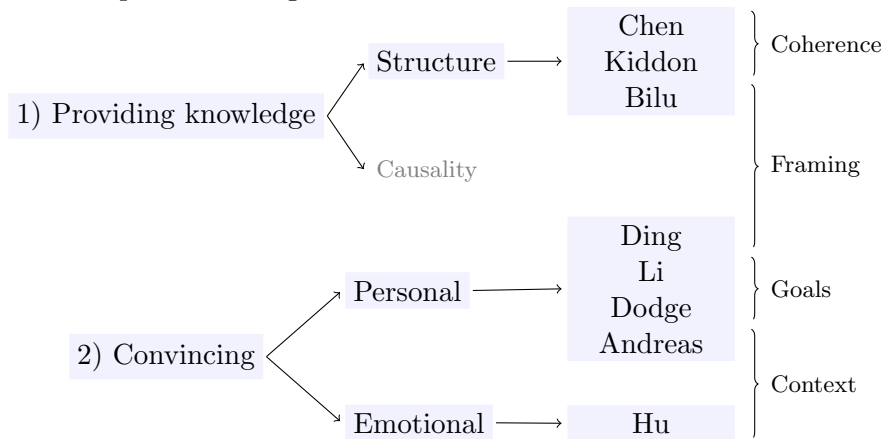 Chen
Structure
Kiddon
Coherence
Bilu
1) Providing knowledge
Causality
Framing
Ding
Li
Personal
Dodge
Goals
Andreas
2) Convincing
Context
Emotional
Hu